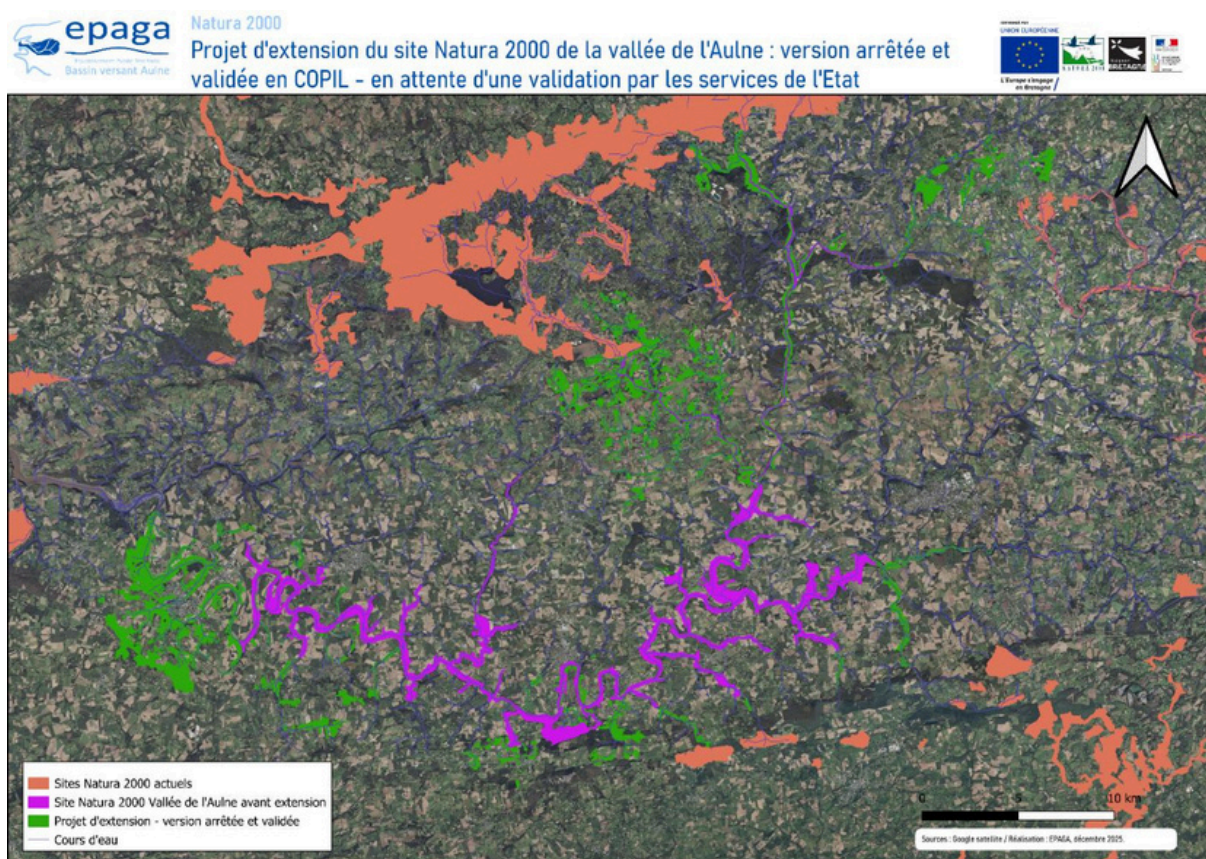 epaga
Bassin versant Aulne
Natura 2000
Projet d'extension du site Natura 2000 de la vallée de l'Aulne : version arrêtée et
validée en COPIL - en attente d'une validation par les services de l'Etat
UNION EUROPÉENNE
L'Europe s'engage
en Bretagne
NATURA 2000
BRETAGNE
Sites Natura 2000 actuels
Site Natura 2000 Vallée de l'Aulne avant extension
Projet d'extension - version arrêtée et validée
Cours d'eau
0 5 10 km
Sources : Google satellite / Réalisation : EPAGA, décembre 2025.